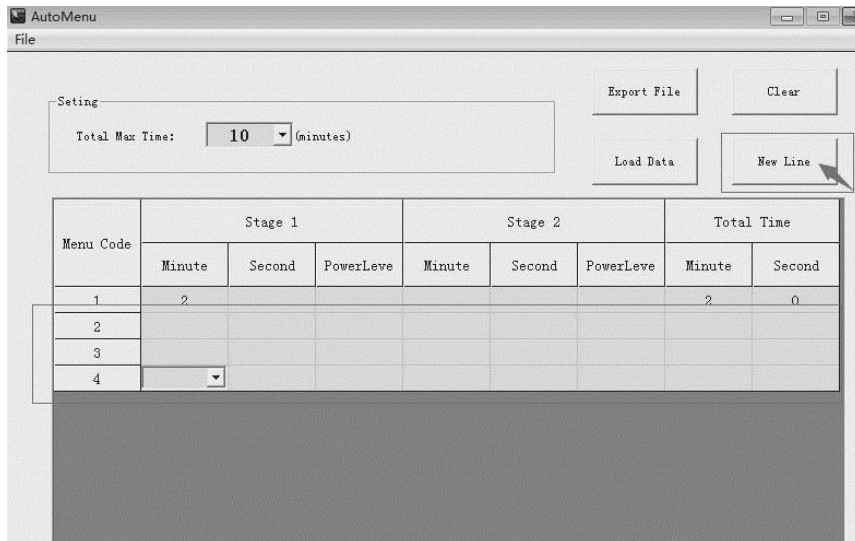 AutoMenu
File
Seting
Total Max Time: 10 (minutes)
Export File
Clear
Load Data
New Line
Menu Code
Stage 1
Stage 2
Total Time
Minute Second PowerLeve Minute Second PowerLeve Minute Second
1 2 2 0
2
3
4